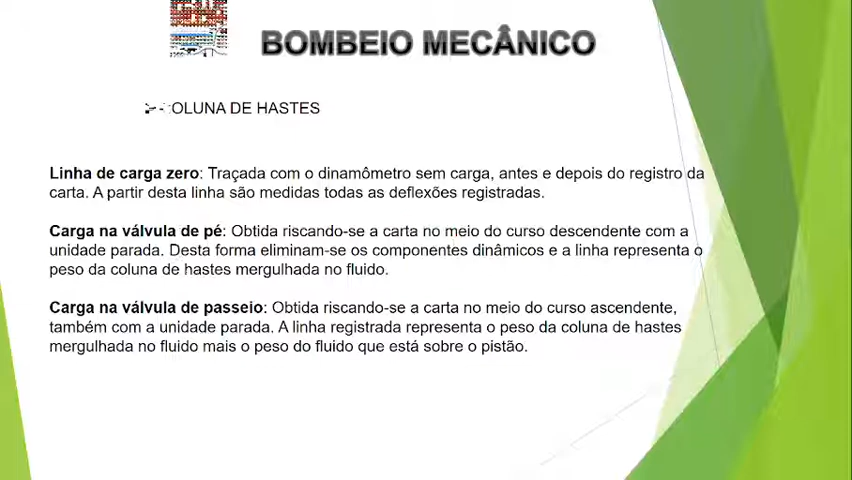 BOMBEIO MECÂNICO
COLUNA DE HASTES
Linha de carga zero: Traçada com o dinamômetro sem carga, antes e depois do registro da
carta. A partir desta linha são medidas todas as deflexões registradas.
Carga na válvula de pé: Obtida riscando-se a carta no meio do curso descendente com a
unidade parada. Desta forma eliminam-se os componentes dinâmicos e a linha representa o
peso da coluna de hastes mergulhada no fluido.
Carga na válvula de passeio: Obtida riscando-se a carta no meio do curso ascendente,
também com a unidade parada. A linha registrada representa o peso da coluna de hastes
mergulhada no fluido mais o peso do fluido que está sobre o pistão.